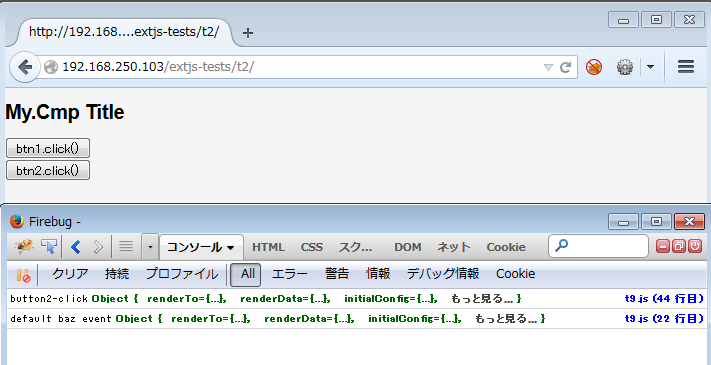 http://192.168....extjs-tests/t2/
192.168.250.103/extjs-tests/t2/
My.Cmp Title
btn1.click()
btn2.click()
Firebug -
コンソール HTML CSS スク... DOM ネット Cookie
クリア 持続 プロファイル All エラー 警告 情報 デバッグ情報 Cookie
button2-click Object { renderTo={...}, renderData={...}, initialConfig={...}, もっと見る...} t9.js (44 行目)
default baz event Object { renderTo={...}, renderData={...}, initialConfig={...}, もっと見る...} t9.js (22 行目)